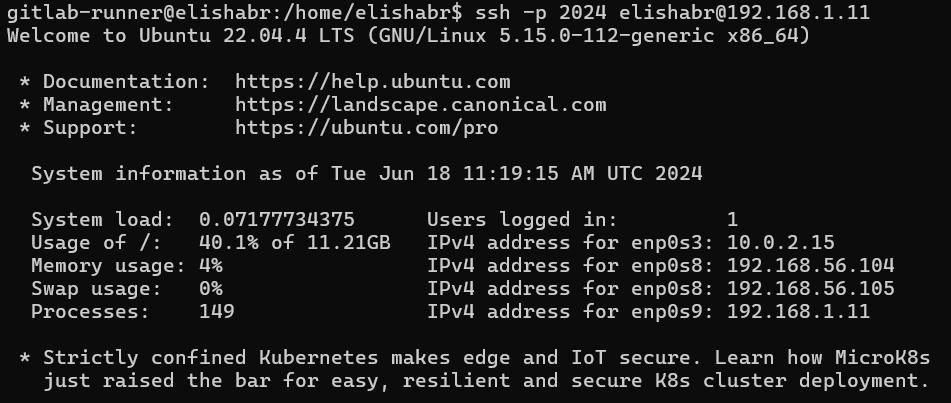 gitlab-runner@elishabr:/home/elishabr$ ssh -p 2024 elishabr@192.168.1.11
Welcome to Ubuntu 22.04.4 LTS (GNU/Linux 5.15.0-112-generic x86_64)

 * Documentation:  https://help.ubuntu.com
 * Management:     https://landscape.canonical.com
 * Support:        https://ubuntu.com/pro

  System information as of Tue Jun 18 11:19:15 AM UTC 2024

  System load:  0.07177734375      Users logged in:         1
  Usage of /:   40.1% of 11.21GB   IPv4 address for enp0s3: 10.0.2.15
  Memory usage: 4%                 IPv4 address for enp0s8: 192.168.56.104
  Swap usage:   0%                 IPv4 address for enp0s8: 192.168.56.105
  Processes:    149                IPv4 address for enp0s9: 192.168.1.11

 * Strictly confined Kubernetes makes edge and IoT secure. Learn how MicroK8s
   just raised the bar for easy, resilient and secure K8s cluster deployment.